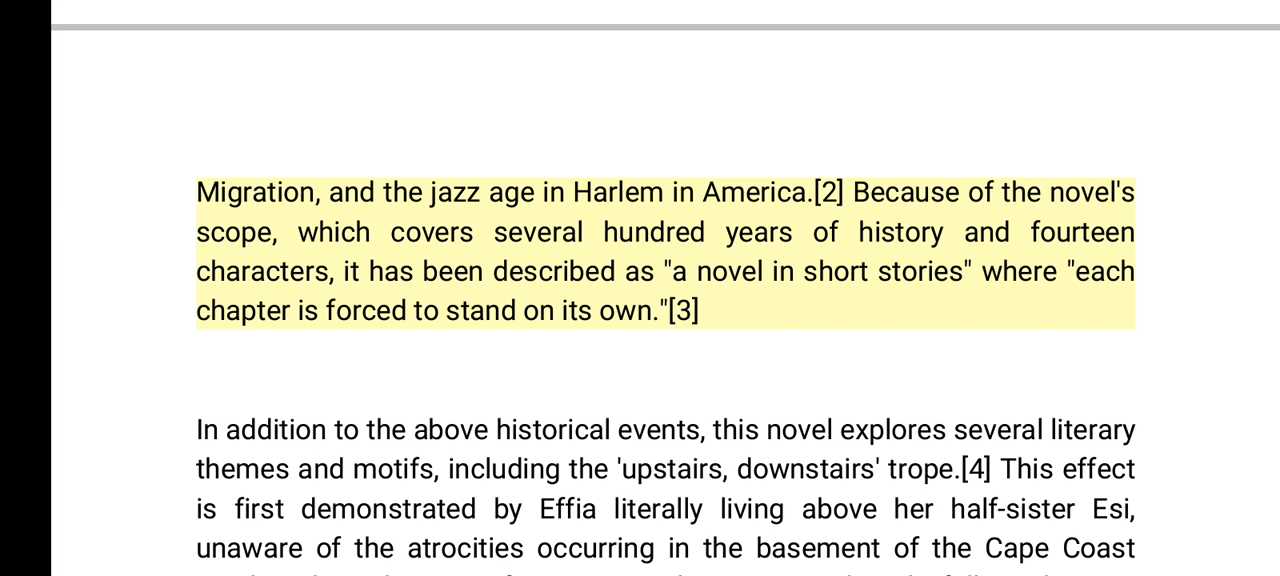 Migration, and the jazz age in Harlem in America.[2] Because of the novel's
scope, which covers several hundred years of history and fourteen
characters, it has been described as "a novel in short stories" where "each
chapter is forced to stand on its own."[3]
In addition to the above historical events, this novel explores several literary
themes and motifs, including the 'upstairs, downstairs' trope.[4] This effect
is first demonstrated by Effia literally living above her half-sister Esi,
unaware of the atrocities occurring in the basement of the Cape Coast